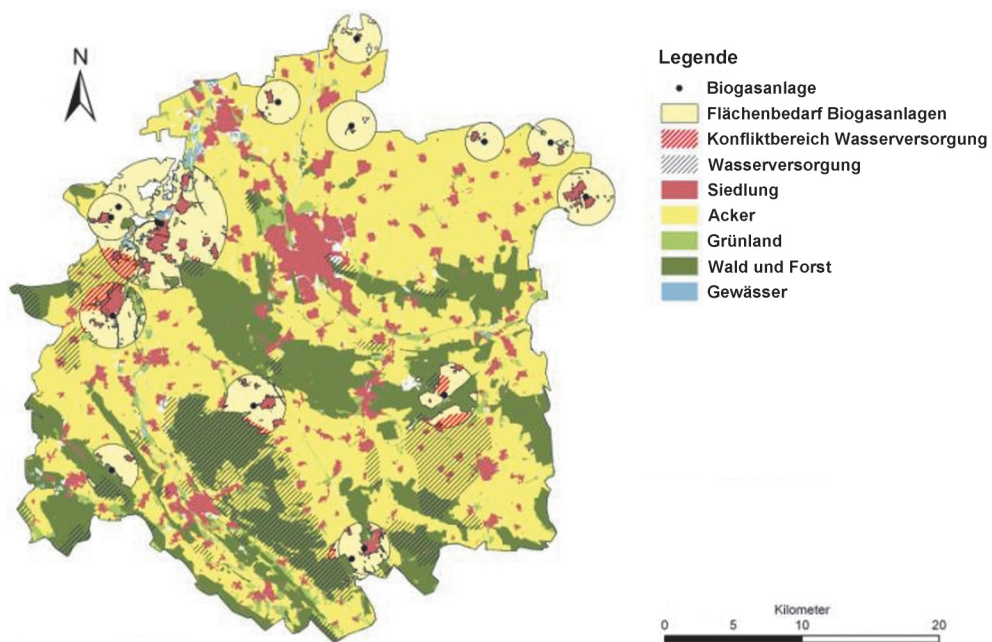 N
Legende
Biogasanlage
Flächenbedarf Biogasanlagen
Konfliktbereich Wasserversorgung
Wasserversorgung
Siedlung
Acker
Grünland
Wald und Forst
Gewässer
Kilometer
0 5 10 20